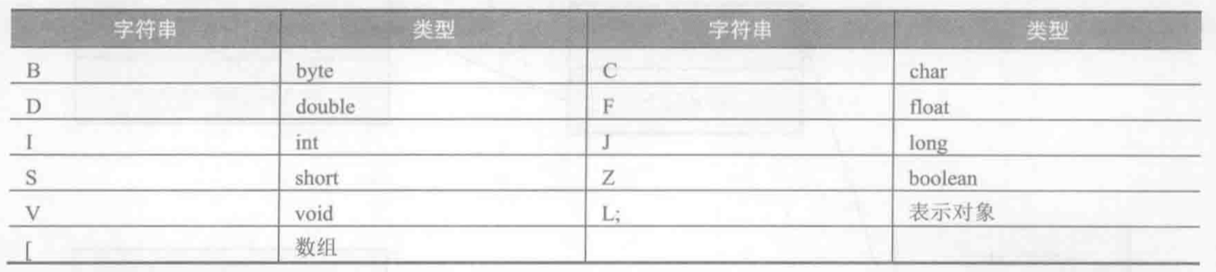 字符串 类型 字符串 类型
B byte C char
D double F float
I int J long
S short Z boolean
V void L; 表示对象
[ 数组